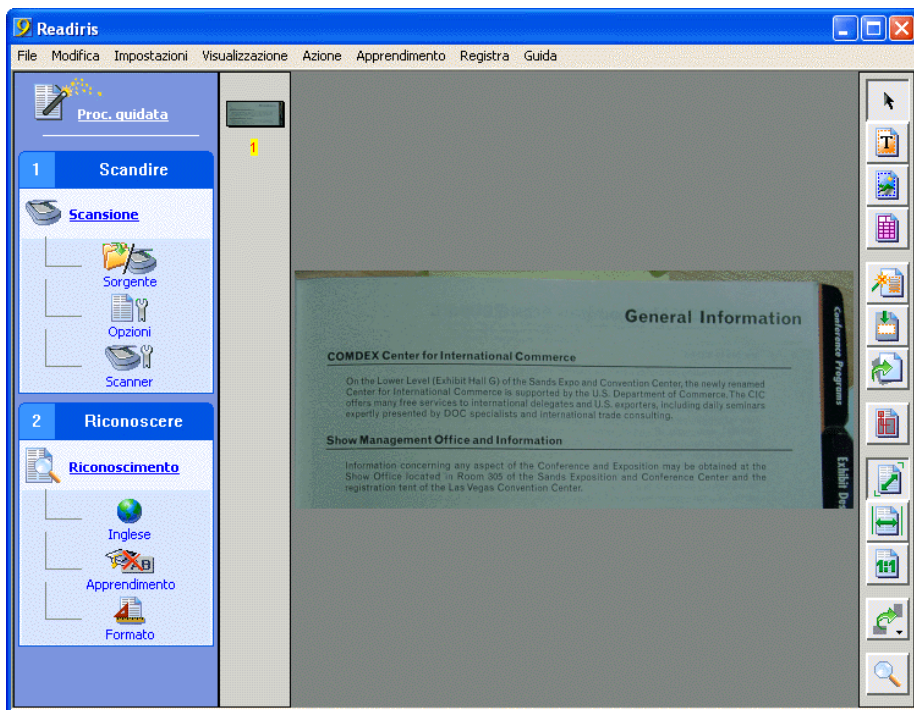 9 Readiris
File Modifica Impostazioni Visualizzazione Azione Apprendimento Registra Guida
Proc. guidata
1 Scandire
Scansione
Sorgente
Opzioni
Scanner
2 Riconoscere
Riconoscimento
Inglese
AB
Apprendimento
Formato
1
General Information
COMDEX Center for International Commerce
On the Lower Level (Exhibit Hall G) of the Sands Expo and Convention Center, the newly renamed
Center for International Commerce is supported by the U.S. Department of Commerce. The CIC
offers many free services to international delegates and U.S. exporters, including daily seminars
expertly presented by DOC specialists and international trade consulting.
Show Management Office and Information
Information concerning any aspect of the Conference and Exposition may be obtained at the
Show Office located in Room 305 of the Sands Exposition and Conference Center and the
registration tent of the Las Vegas Convention Center.
Conference Programs
Exhibit De
T
1:1